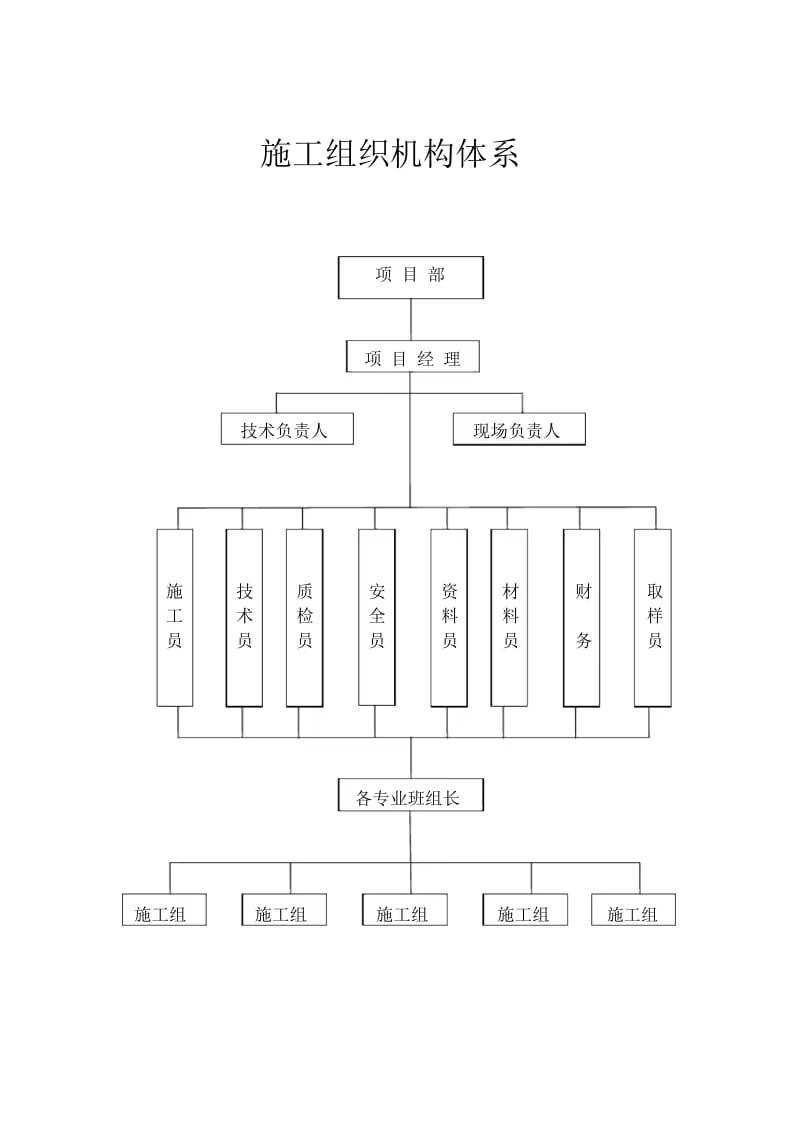 施工组织机构体系
项 目 部
项 目 经 理
技术负责人
现场负责人
施工员
技术员
质检员
安全员
资料员
材料员
财务
取样员
各专业班组长
施工组
施工组
施工组
施工组
施工组